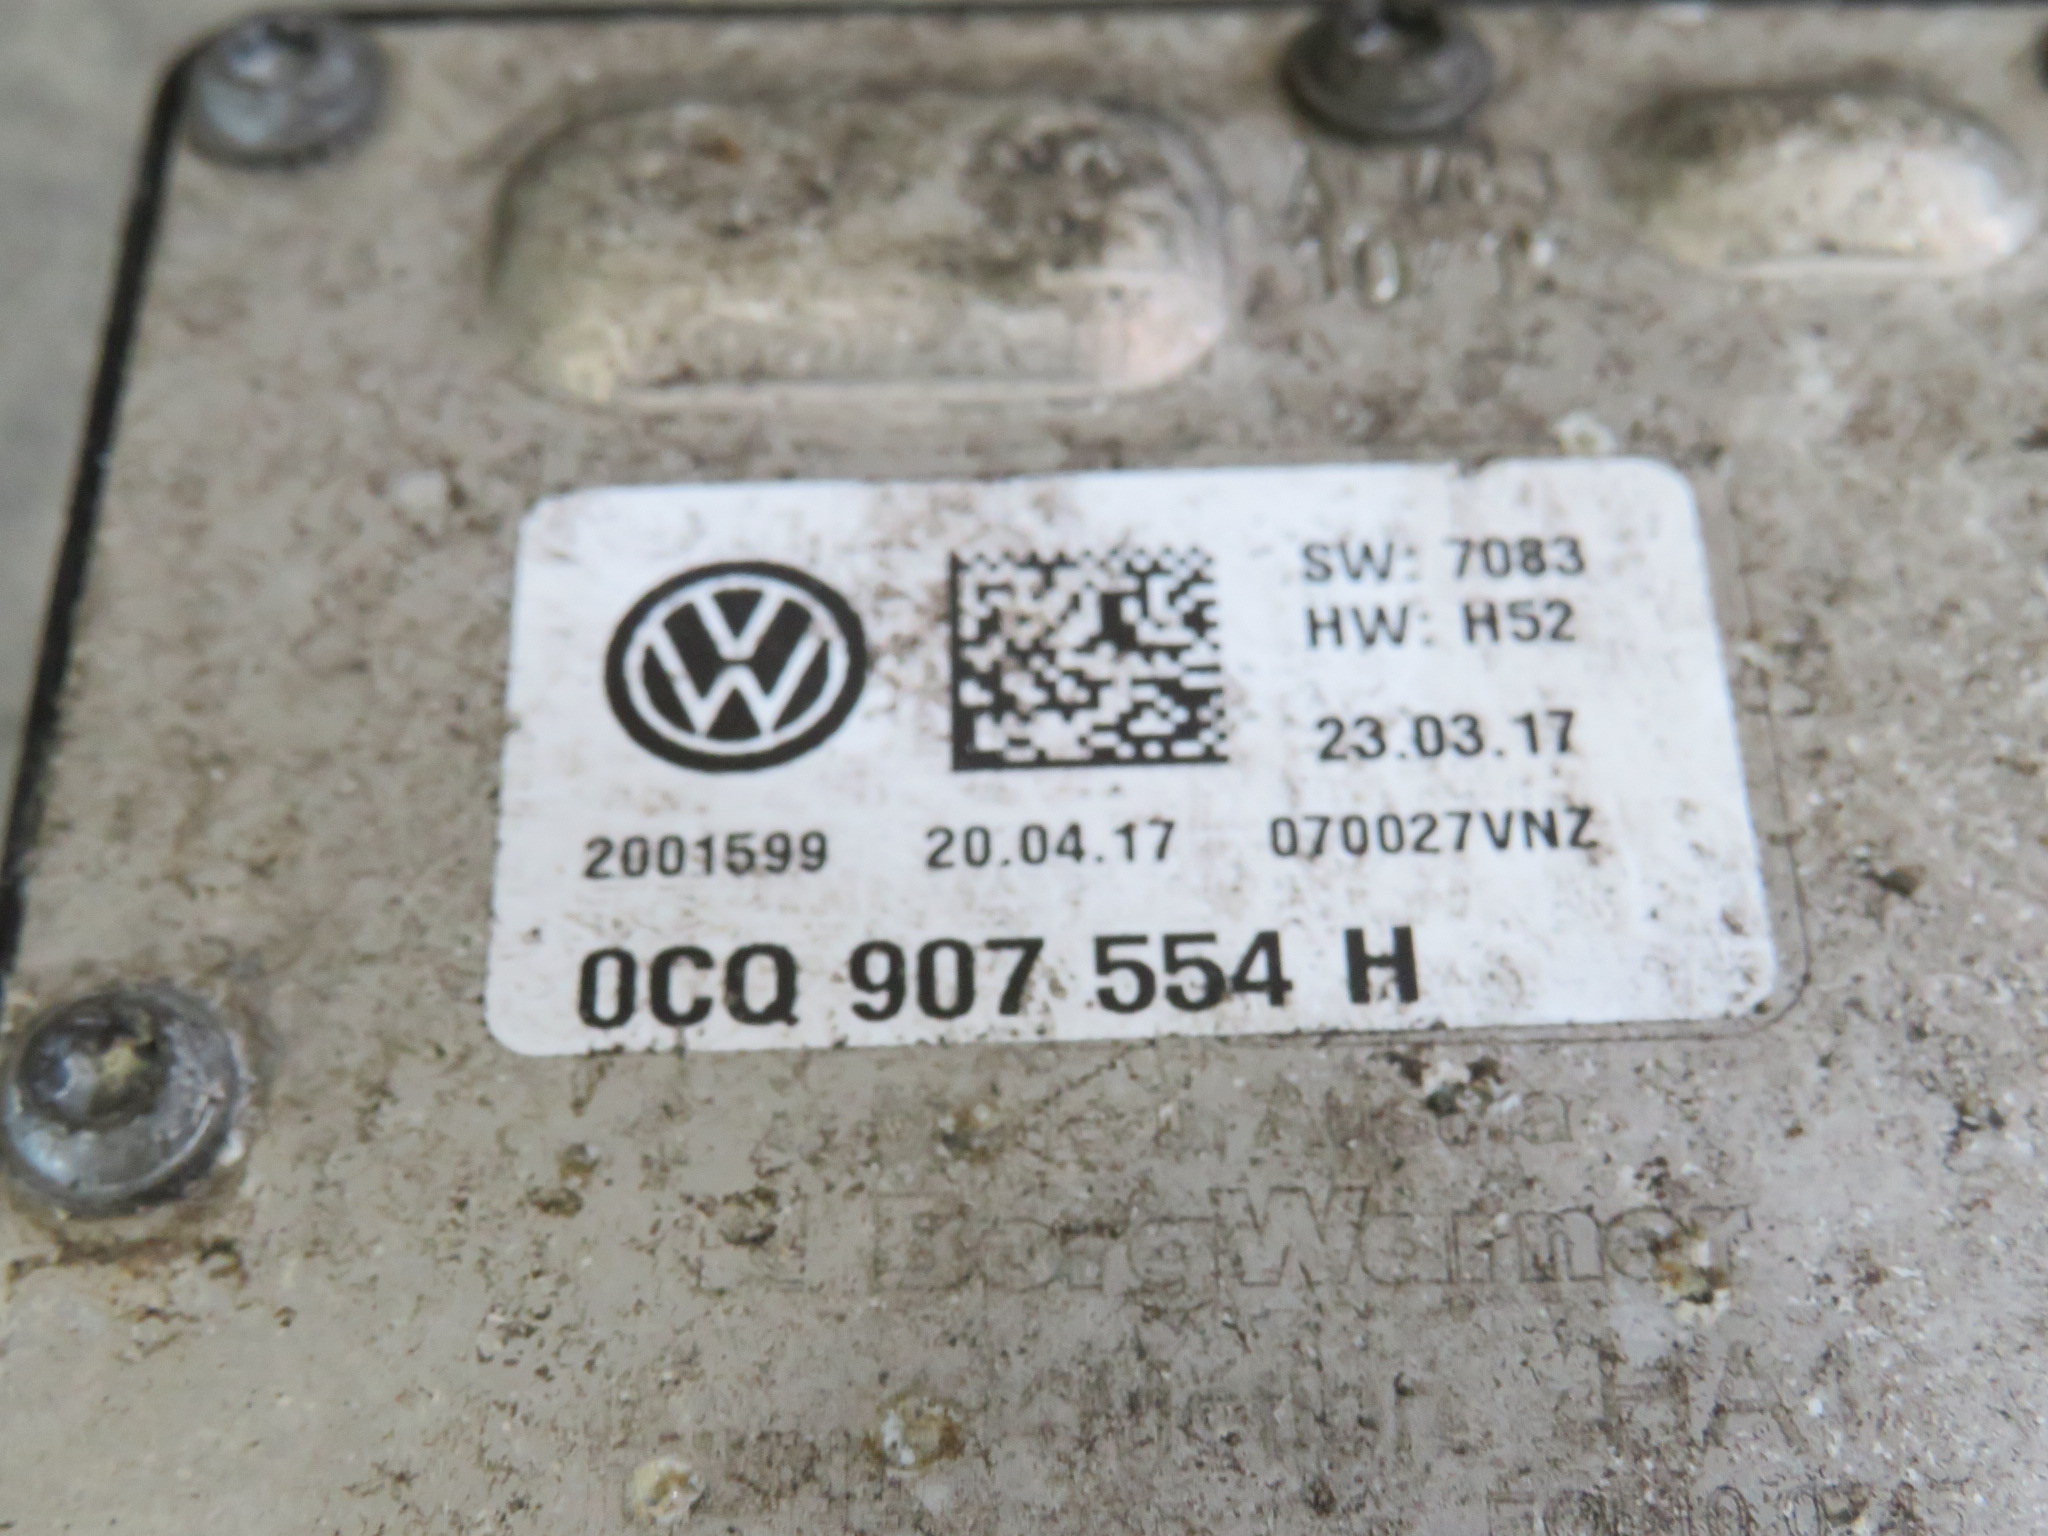 SW: 7083
HW: H52
23.03.17
2001599 20.04.17 070027VNZ
0CQ 907 554 H
BorgWarner